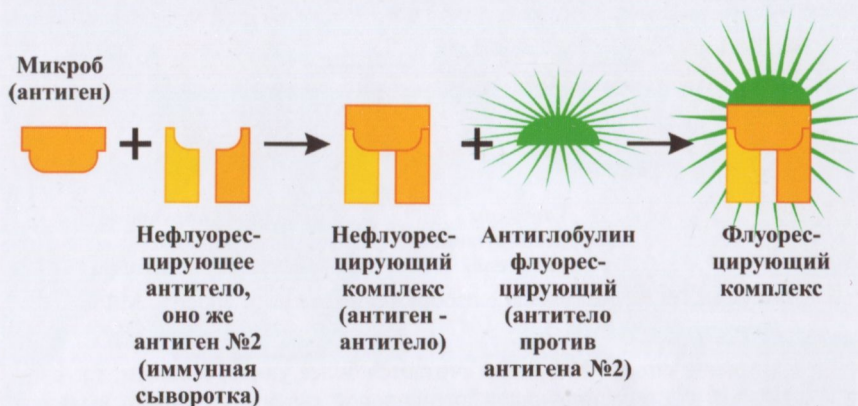 Микроб
(антиген)
Нефлуорес-
цирующее
антитело,
оно же
антиген №2
(иммунная
сыворотка)
Нефлуорес-
цирующий
комплекс
(антиген -
антитело)
Антиглобулин
флуорес-
цирующий
(антитело
против
антигена №2)
Флуорес-
цирующий
комплекс